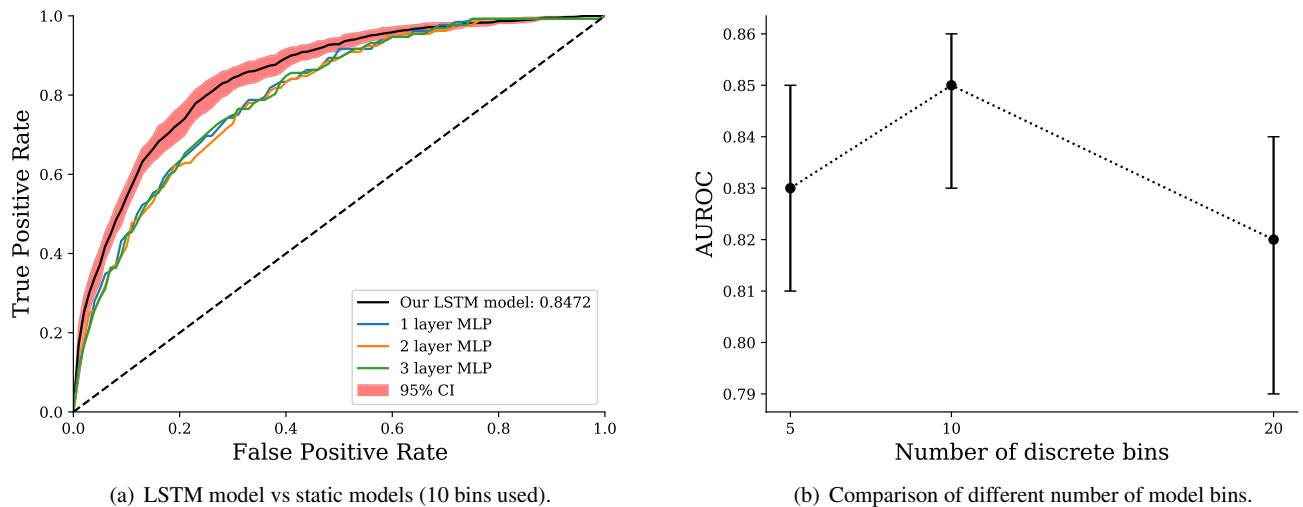 1.0
0.8
0.6
0.4
0.2
0.0
True Positive Rate
0.0 0.2 0.4 0.6 0.8 1.0
False Positive Rate
Our LSTM model: 0.8472
1 layer MLP
2 layer MLP
3 layer MLP
95% CI
(a) LSTM model vs static models (10 bins used).
0.86
0.85
0.84
0.83
0.82
0.81
0.80
0.79
AUROC
5 10 20
Number of discrete bins
(b) Comparison of different number of model bins.